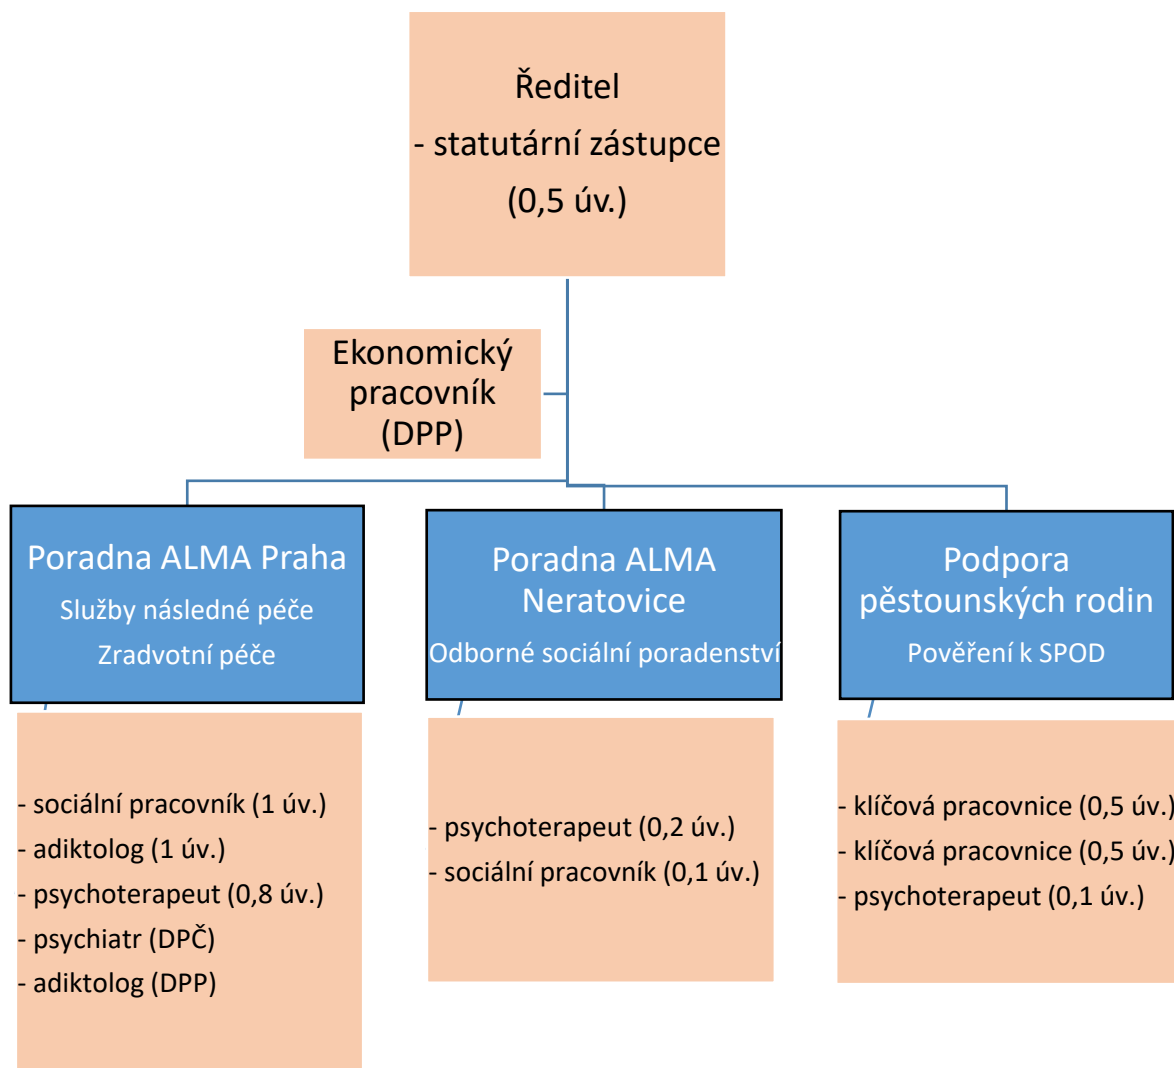 Ředitel
- statutární zástupce
(0,5 úv.)
Ekonomický
pracovník
(DPP)
Poradna ALMA Praha
Služby následné péče
Zradvotní péče
Poradna ALMA
Neratovice
Odborné sociální poradenství
Podpora
pěstounských rodin
Pověření k SPOD
- sociální pracovník (1 úv.)
- adiktolog (1 úv.)
- psychoterapeut (0,8 úv.)
- psychiatr (DPČ)
- adiktolog (DPP)
- psychoterapeut (0,2 úv.)
- sociální pracovník (0,1 úv.)
- klíčová pracovnice (0,5 úv.)
- klíčová pracovnice (0,5 úv.)
- psychoterapeut (0,1 úv.)